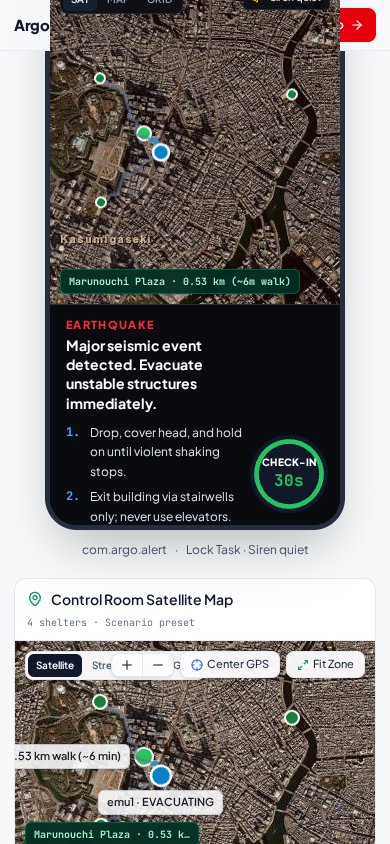 Argo
SAT MAP GRID
Siren quiet
Kasumigaseki
Marunouchi Plaza · 0.53 km (~6m walk)
EARTHQUAKE
Major seismic event
detected. Evacuate
unstable structures
immediately.
1. Drop, cover head, and hold
on until violent shaking
stops.
2. Exit building via stairwells
only; never use elevators.
CHECK-IN
30s
com.argo.alert · Lock Task · Siren quiet
Control Room Satellite Map
4 shelters · Scenario preset
Satellite Stre + − G Center GPS Fit Zone
.53 km walk (~6 min)
emu1 · EVACUATING
Marunouchi Plaza · 0.53 k…